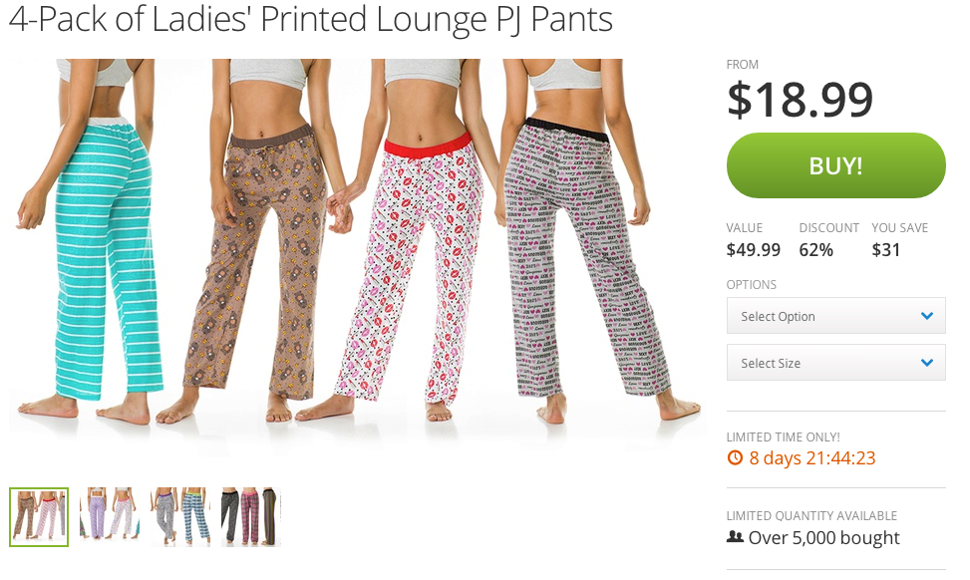 4-Pack of Ladies' Printed Lounge PJ Pants
FROM
$18.99
BUY!
VALUE DISCOUNT YOU SAVE
$49.99 62% $31
OPTIONS
Select Option
Select Size
LIMITED TIME ONLY!
8 days 21:44:23
LIMITED QUANTITY AVAILABLE
Over 5,000 bought